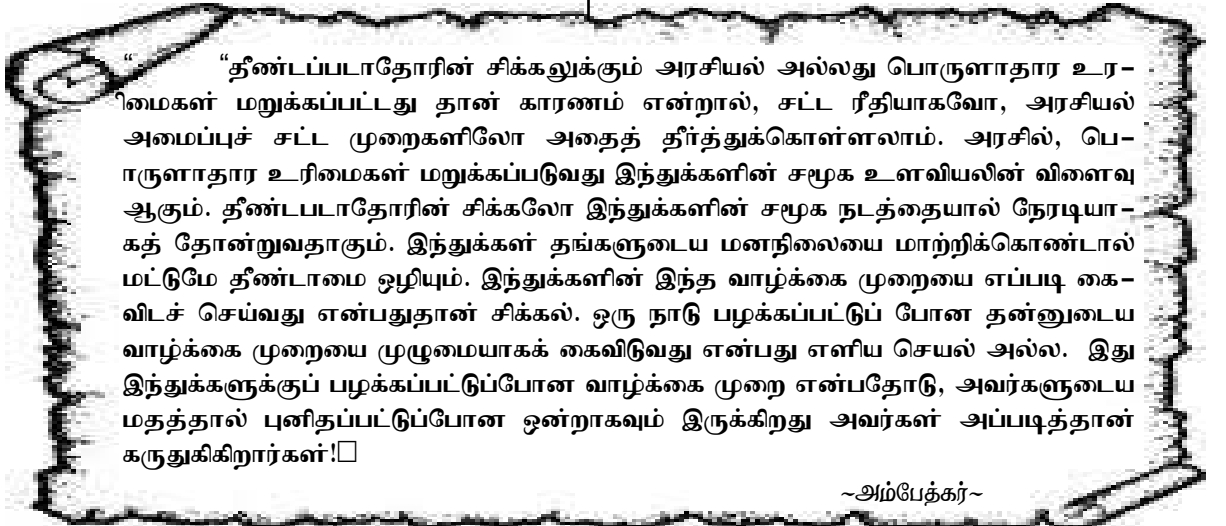 “ “தீண்டப்படாதோரின் சிக்கலுக்கும் அரசியல் அல்லது பொருளாதார உர-
ிமைகள் மறுக்கப்பட்டது தான் காரணம் என்றால், சட்ட ரீதியாகவோ, அரசியல்
அமைப்புச் சட்ட முறைகளிலோ அதைத் தீர்த்துக்கொள்ளலாம். அரசில், பெ-
ாருளாதார உரிமைகள் மறுக்கப்படுவது இந்துக்களின் சமூக உளவியலின் விளைவு
ஆகும். தீண்டபடாதோரின் சிக்கலோ இந்துக்களின் சமூக நடத்தையால் நேரடியா-
கத் தோன்றுவதாகும். இந்துக்கள் தங்களுடைய மனநிலையை மாற்றிக்கொண்டால்
மட்டுமே தீண்டாமை ஒழியும். இந்துக்களின் இந்த வாழ்க்கை முறையை எப்படி கை-
விடச் செய்வது என்பதுதான் சிக்கல். ஒரு நாடு பழக்கப்பட்டுப் போன தன்னுடைய
வாழ்க்கை முறையை முழுமையாகக் கைவிடுவது என்பது எளிய செயல் அல்ல. இது
இந்துக்களுக்குப் பழக்கப்பட்டுப்போன வாழ்க்கை முறை என்பதோடு, அவர்களுடைய
மதத்தால் புனிதப்பட்டுப்போன ஒன்றாகவும் இருக்கிறது அவர்கள் அப்படித்தான்
கருதுகிகிறார்கள்!□
~அம்பேத்கர்~